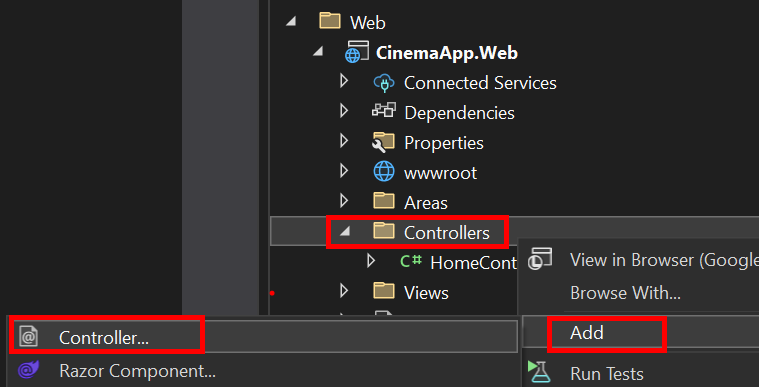 Web
CinemaApp.Web
Connected Services
Dependencies
Properties
wwwroot
Areas
Controllers
C# HomeCont
Views
View in Browser (Google
Browse With...
Add
Run Tests
@ Controller...
@ Razor Component...